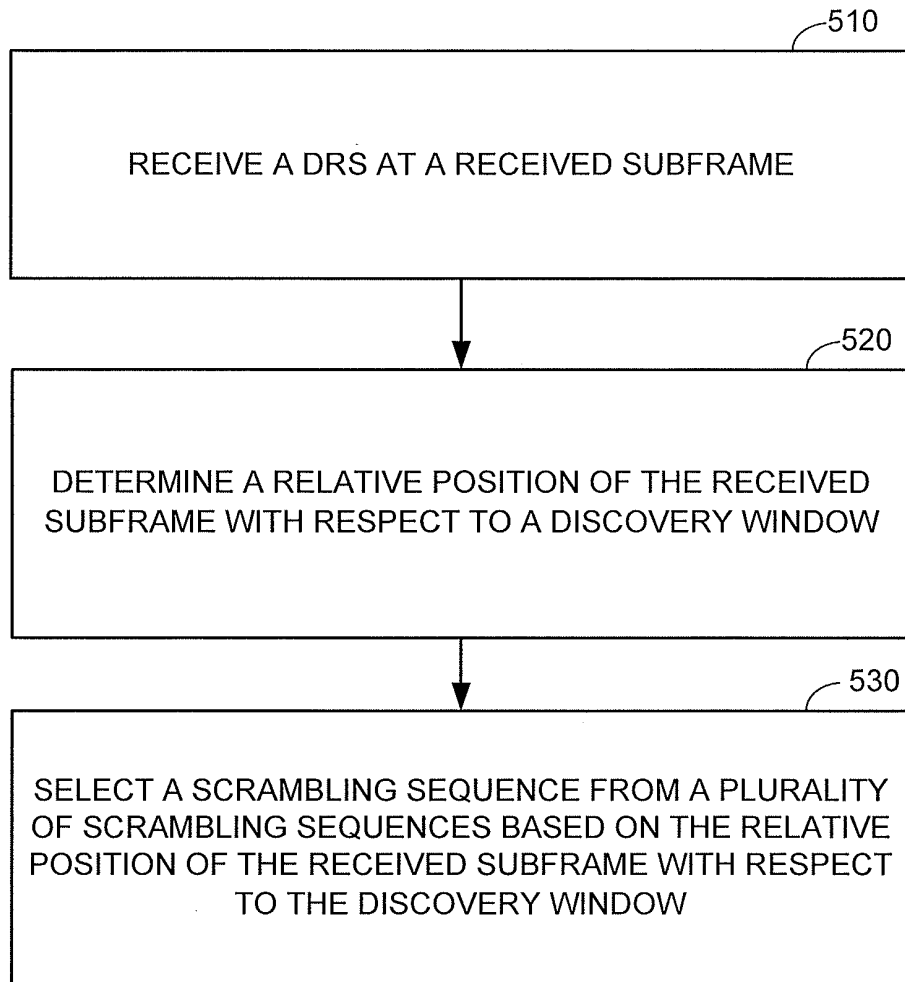 510
RECEIVE A DRS AT A RECEIVED SUBFRAME
520
DETERMINE A RELATIVE POSITION OF THE RECEIVED
SUBFRAME WITH RESPECT TO A DISCOVERY WINDOW
530
SELECT A SCRAMBLING SEQUENCE FROM A PLURALITY
OF SCRAMBLING SEQUENCES BASED ON THE RELATIVE
POSITION OF THE RECEIVED SUBFRAME WITH RESPECT
TO THE DISCOVERY WINDOW